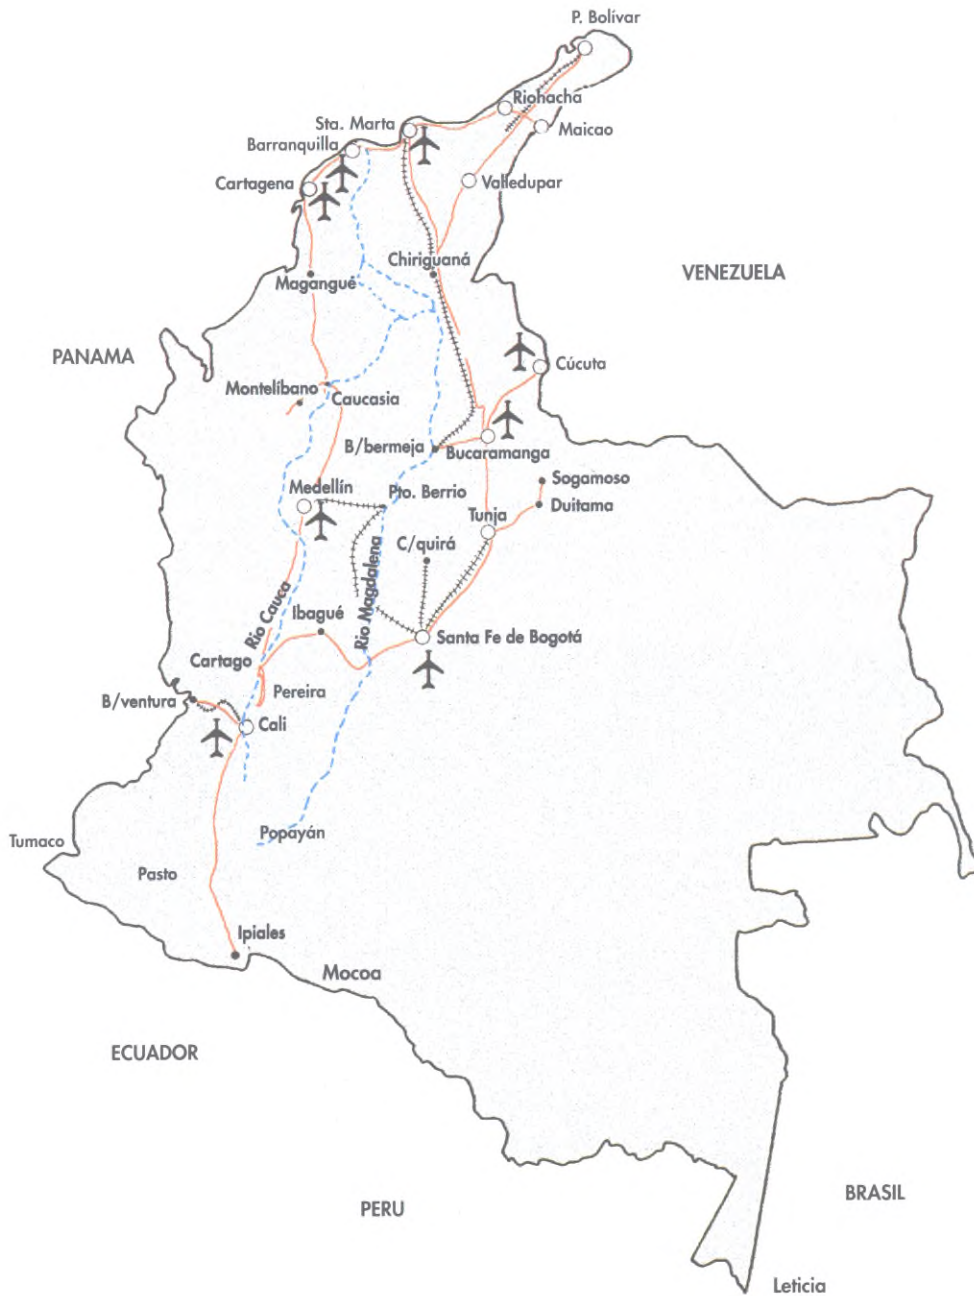 P. Bolívar
Riohacha
Sta. Marta
Maicao
Barranquilla
Cartagena
Valledupar
Chiriguaná
VENEZUELA
Magangué
PANAMA
Cúcuta
Montelíbano
Caucasia
B/bermeja
Bucaramanga
Sogamoso
Medellín
Pto. Berrio
Duitama
Tunja
C/quirá
Rio Magdalena
Rio Cauca
Ibagué
Santa Fe de Bogotá
Cartago
Pereira
B/ventura
Cali
Popayán
Tumaco
Pasto
Ipiales
Mocoa
ECUADOR
BRASIL
PERU
Leticia